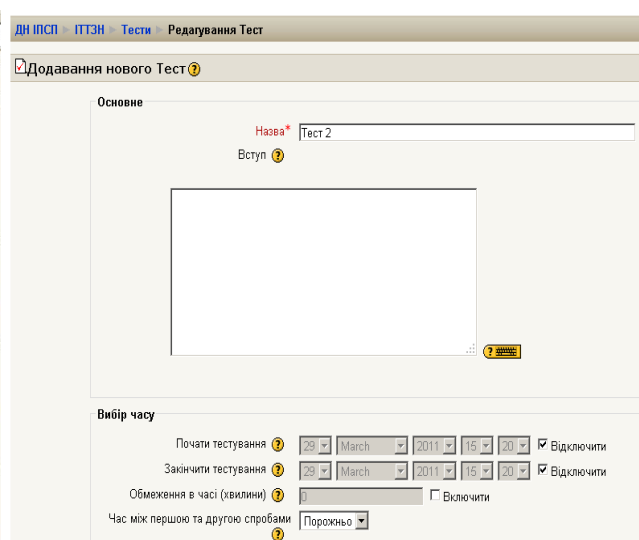 ДН ІПСП ► ІТТЗН ► Тести ► Редагування Тест
Додавання нового Тест
Основне
Назва* Тест 2
Вступ
Вибір часу
Почати тестування 29 March 2011 15 20 Відключити
Закінчити тестування 29 March 2011 15 20 Відключити
Обмеження в часі (хвилини) 0 Включити
Час між першою та другою спробами Порожньо